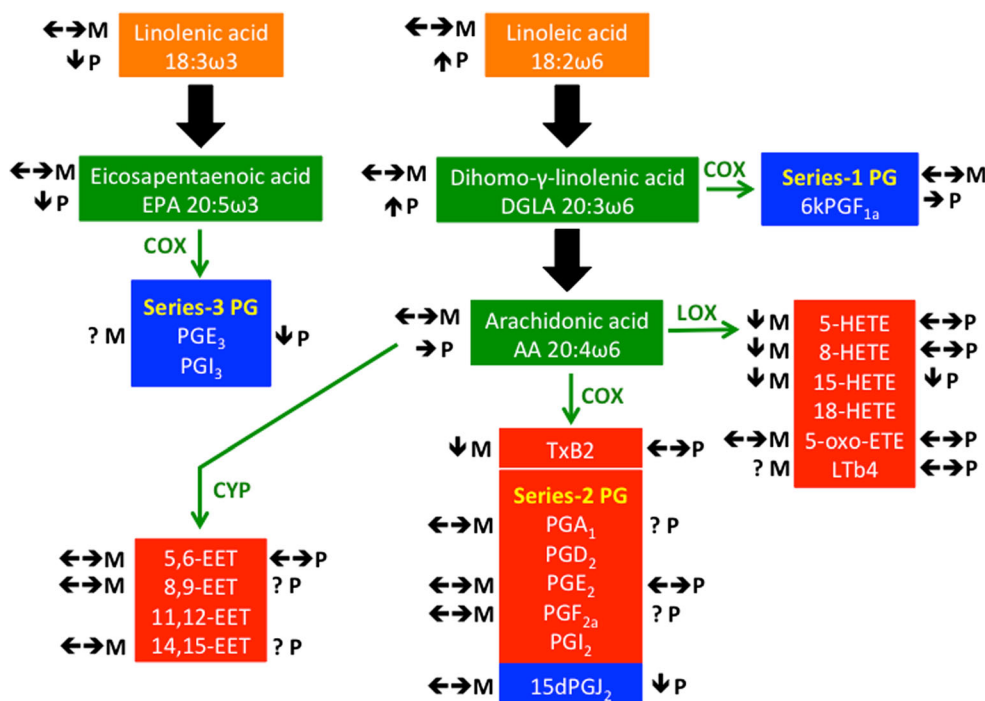 ←→M Linolenic acid
↓ P 18:3ω3
←→M Linoleic acid
↑ P 18:2ω6
←→M Eicosapentaenoic acid
↓ P EPA 20:5ω3
←→M Dihomo-γ-linolenic acid
↑ P DGLA 20:3ω6
COX
Series-1 PG ←→M
6kPGF1a → P
COX
Series-3 PG
? M PGE3 ↓ P
PGI3
←→M Arachidonic acid
→ P AA 20:4ω6
LOX
↓ M 5-HETE ←→P
↓ M 8-HETE ←→P
↓ M 15-HETE ↓ P
18-HETE
←→M 5-oxo-ETE ←→P
? M LTb4 ←→P
COX
↓ M TxB2 ←→P
Series-2 PG
←→M PGA1 ? P
PGD2
←→M PGE2 ←→P
←→M PGF2a ? P
PGI2
←→M 15dPGJ2 ↓ P
CYP
←→M 5,6-EET ←→P
←→M 8,9-EET ? P
11,12-EET
←→M 14,15-EET ? P